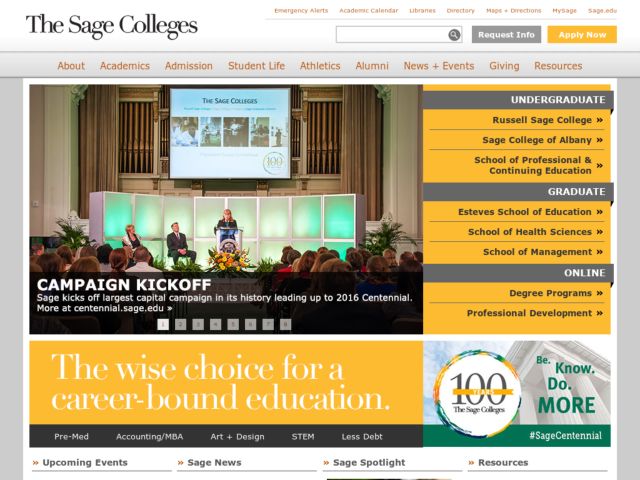 Emergency Alerts Academic Calendar Libraries Directory Maps + Directions MySage Sage.edu
The Sage Colleges
Request Info Apply Now
About Academics Admission Student Life Athletics Alumni News + Events Giving Resources
THE SAGE COLLEGES
100
CAMPAIGN KICKOFF
Sage kicks off largest capital campaign in its history leading up to 2016 Centennial.
More at centennial.sage.edu »
1 2 3 4 5 6 7 8
UNDERGRADUATE
Russell Sage College »
Sage College of Albany »
School of Professional &
Continuing Education »
GRADUATE
Esteves School of Education »
School of Health Sciences »
School of Management »
ONLINE
Degree Programs »
Professional Development »
The wise choice for a
career-bound education.
Pre-Med Accounting/MBA Art + Design STEM Less Debt
100
YEARS
The Sage Colleges
Be.
Know.
Do.
MORE
#SageCentennial
» Upcoming Events » Sage News » Sage Spotlight » Resources